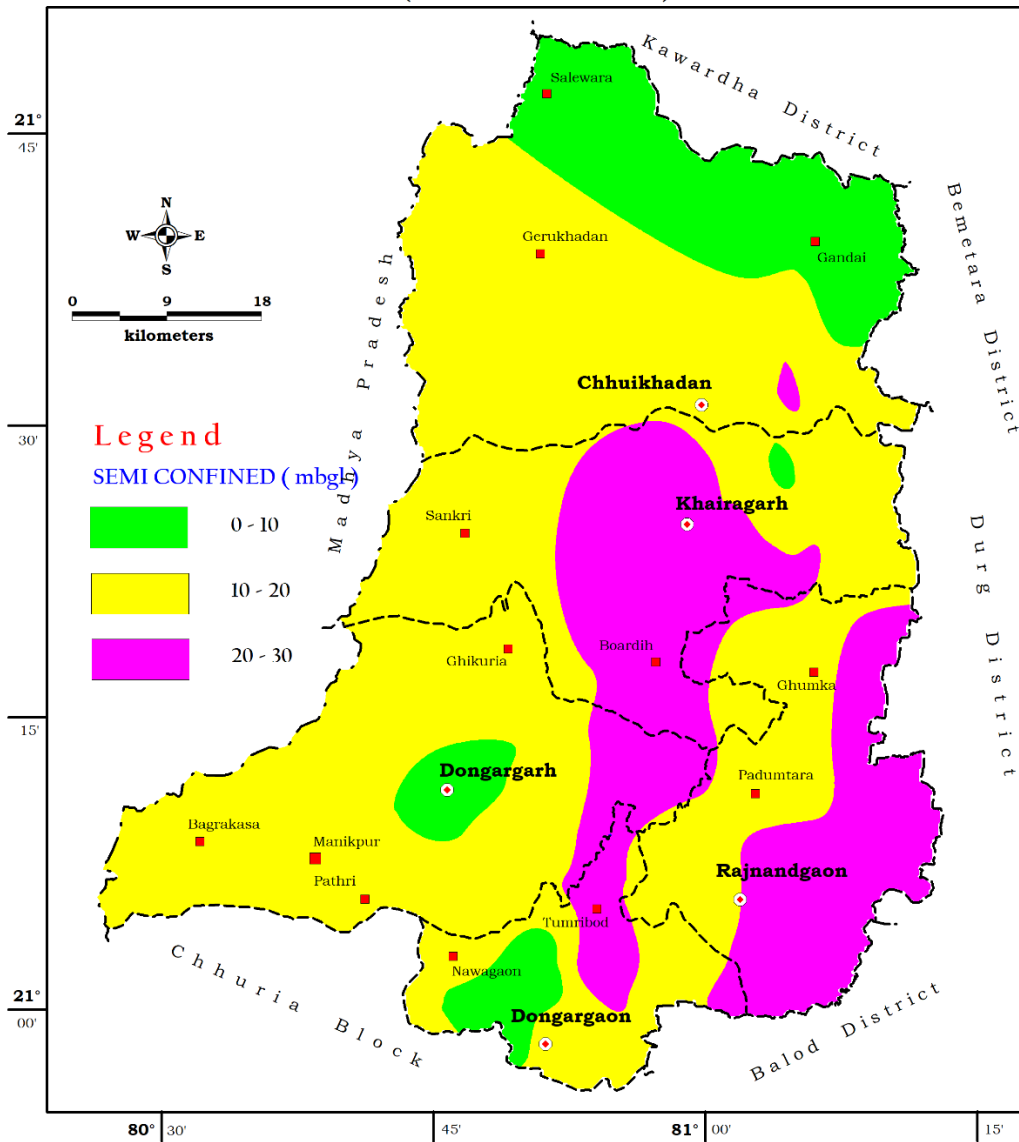 Kawardha District
Salewara
21°
45'
N
W E
S
Gerukhadan
Gandai
Bemetara District
0 9 18
kilometers
Madhya Pradesh
Chhuikhadan
30'
Legend
SEMI CONFINED ( mbgl)
Khairagarh
0 - 10
Sankri
10 - 20
Durg District
20 - 30
Ghikuria
Boardih
Ghumka
15'
Dongargarh
Padumtara
Bagrakasa
Manikpur
Pathri
Rajnandgaon
Tumribod
Nawagaon
Chhuria Block
21°
00'
Dongargaon
Balod District
80° 30' 45' 81° 00' 15'